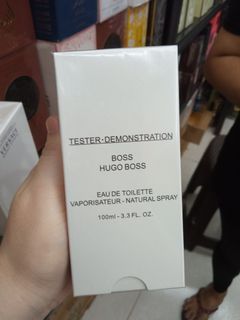 TESTER-DEMONSTRATION
BOSS
HUGO BOSS
EAU DE TOILETTE
VAPORISATEUR - NATURAL SPRAY
100ml - 3.3 FL. OZ.